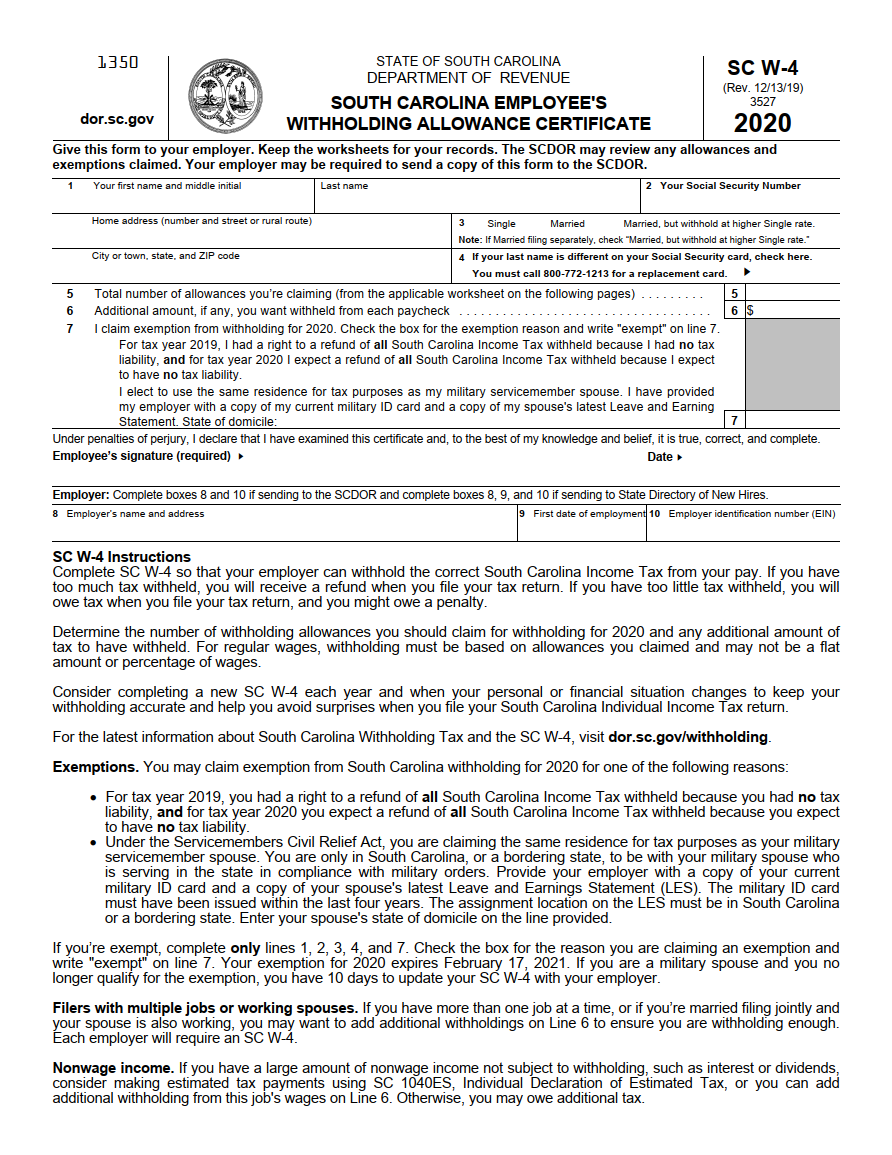 1350
dor.sc.gov
STATE OF SOUTH CAROLINA
DEPARTMENT OF REVENUE
SOUTH CAROLINA EMPLOYEE'S
WITHHOLDING ALLOWANCE CERTIFICATE
SC W-4
(Rev. 12/13/19)
3527
2020
Give this form to your employer. Keep the worksheets for your records. The SCDOR may review any allowances and
exemptions claimed. Your employer may be required to send a copy of this form to the SCDOR.
1 Your first name and middle initial
Last name
2 Your Social Security Number
Home address (number and street or rural route)
3 Single Married Married, but withhold at higher Single rate.
Note: If Married filing separately, check “Married, but withhold at higher Single rate.”
City or town, state, and ZIP code
4 If your last name is different on your Social Security card, check here.
You must call 800-772-1213 for a replacement card.
5 Total number of allowances you’re claiming (from the applicable worksheet on the following pages) . . . . . . . . . 5
6 Additional amount, if any, you want withheld from each paycheck . . . . . . . . . . . . . . . . . . . . . . . . . . . . . . . . . . . 6 $
7 I claim exemption from withholding for 2020. Check the box for the exemption reason and write "exempt" on line 7.
For tax year 2019, I had a right to a refund of all South Carolina Income Tax withheld because I had no tax
liability, and for tax year 2020 I expect a refund of all South Carolina Income Tax withheld because I expect
to have no tax liability.
I elect to use the same residence for tax purposes as my military servicemember spouse. I have provided
my employer with a copy of my current military ID card and a copy of my spouse's latest Leave and Earning
Statement. State of domicile: 7
Under penalties of perjury, I declare that I have examined this certificate and, to the best of my knowledge and belief, it is true, correct, and complete.
Employee’s signature (required) Date
Employer: Complete boxes 8 and 10 if sending to the SCDOR and complete boxes 8, 9, and 10 if sending to State Directory of New Hires.
8 Employer’s name and address
9 First date of employment
10 Employer identification number (EIN)
SC W-4 Instructions
Complete SC W-4 so that your employer can withhold the correct South Carolina Income Tax from your pay. If you have
too much tax withheld, you will receive a refund when you file your tax return. If you have too little tax withheld, you will
owe tax when you file your tax return, and you might owe a penalty.
Determine the number of withholding allowances you should claim for withholding for 2020 and any additional amount of
tax to have withheld. For regular wages, withholding must be based on allowances you claimed and may not be a flat
amount or percentage of wages.
Consider completing a new SC W-4 each year and when your personal or financial situation changes to keep your
withholding accurate and help you avoid surprises when you file your South Carolina Individual Income Tax return.
For the latest information about South Carolina Withholding Tax and the SC W-4, visit dor.sc.gov/withholding.
Exemptions. You may claim exemption from South Carolina withholding for 2020 for one of the following reasons:
• For tax year 2019, you had a right to a refund of all South Carolina Income Tax withheld because you had no tax
liability, and for tax year 2020 you expect a refund of all South Carolina Income Tax withheld because you expect
to have no tax liability.
• Under the Servicemembers Civil Relief Act, you are claiming the same residence for tax purposes as your military
servicemember spouse. You are only in South Carolina, or a bordering state, to be with your military spouse who
is serving in the state in compliance with military orders. Provide your employer with a copy of your current
military ID card and a copy of your spouse's latest Leave and Earnings Statement (LES). The military ID card
must have been issued within the last four years. The assignment location on the LES must be in South Carolina
or a bordering state. Enter your spouse's state of domicile on the line provided.
If you’re exempt, complete only lines 1, 2, 3, 4, and 7. Check the box for the reason you are claiming an exemption and
write "exempt" on line 7. Your exemption for 2020 expires February 17, 2021. If you are a military spouse and you no
longer qualify for the exemption, you have 10 days to update your SC W-4 with your employer.
Filers with multiple jobs or working spouses. If you have more than one job at a time, or if you’re married filing jointly and
your spouse is also working, you may want to add additional withholdings on Line 6 to ensure you are withholding enough.
Each employer will require an SC W-4.
Nonwage income. If you have a large amount of nonwage income not subject to withholding, such as interest or dividends,
consider making estimated tax payments using SC 1040ES, Individual Declaration of Estimated Tax, or you can add
additional withholding from this job's wages on Line 6. Otherwise, you may owe additional tax.